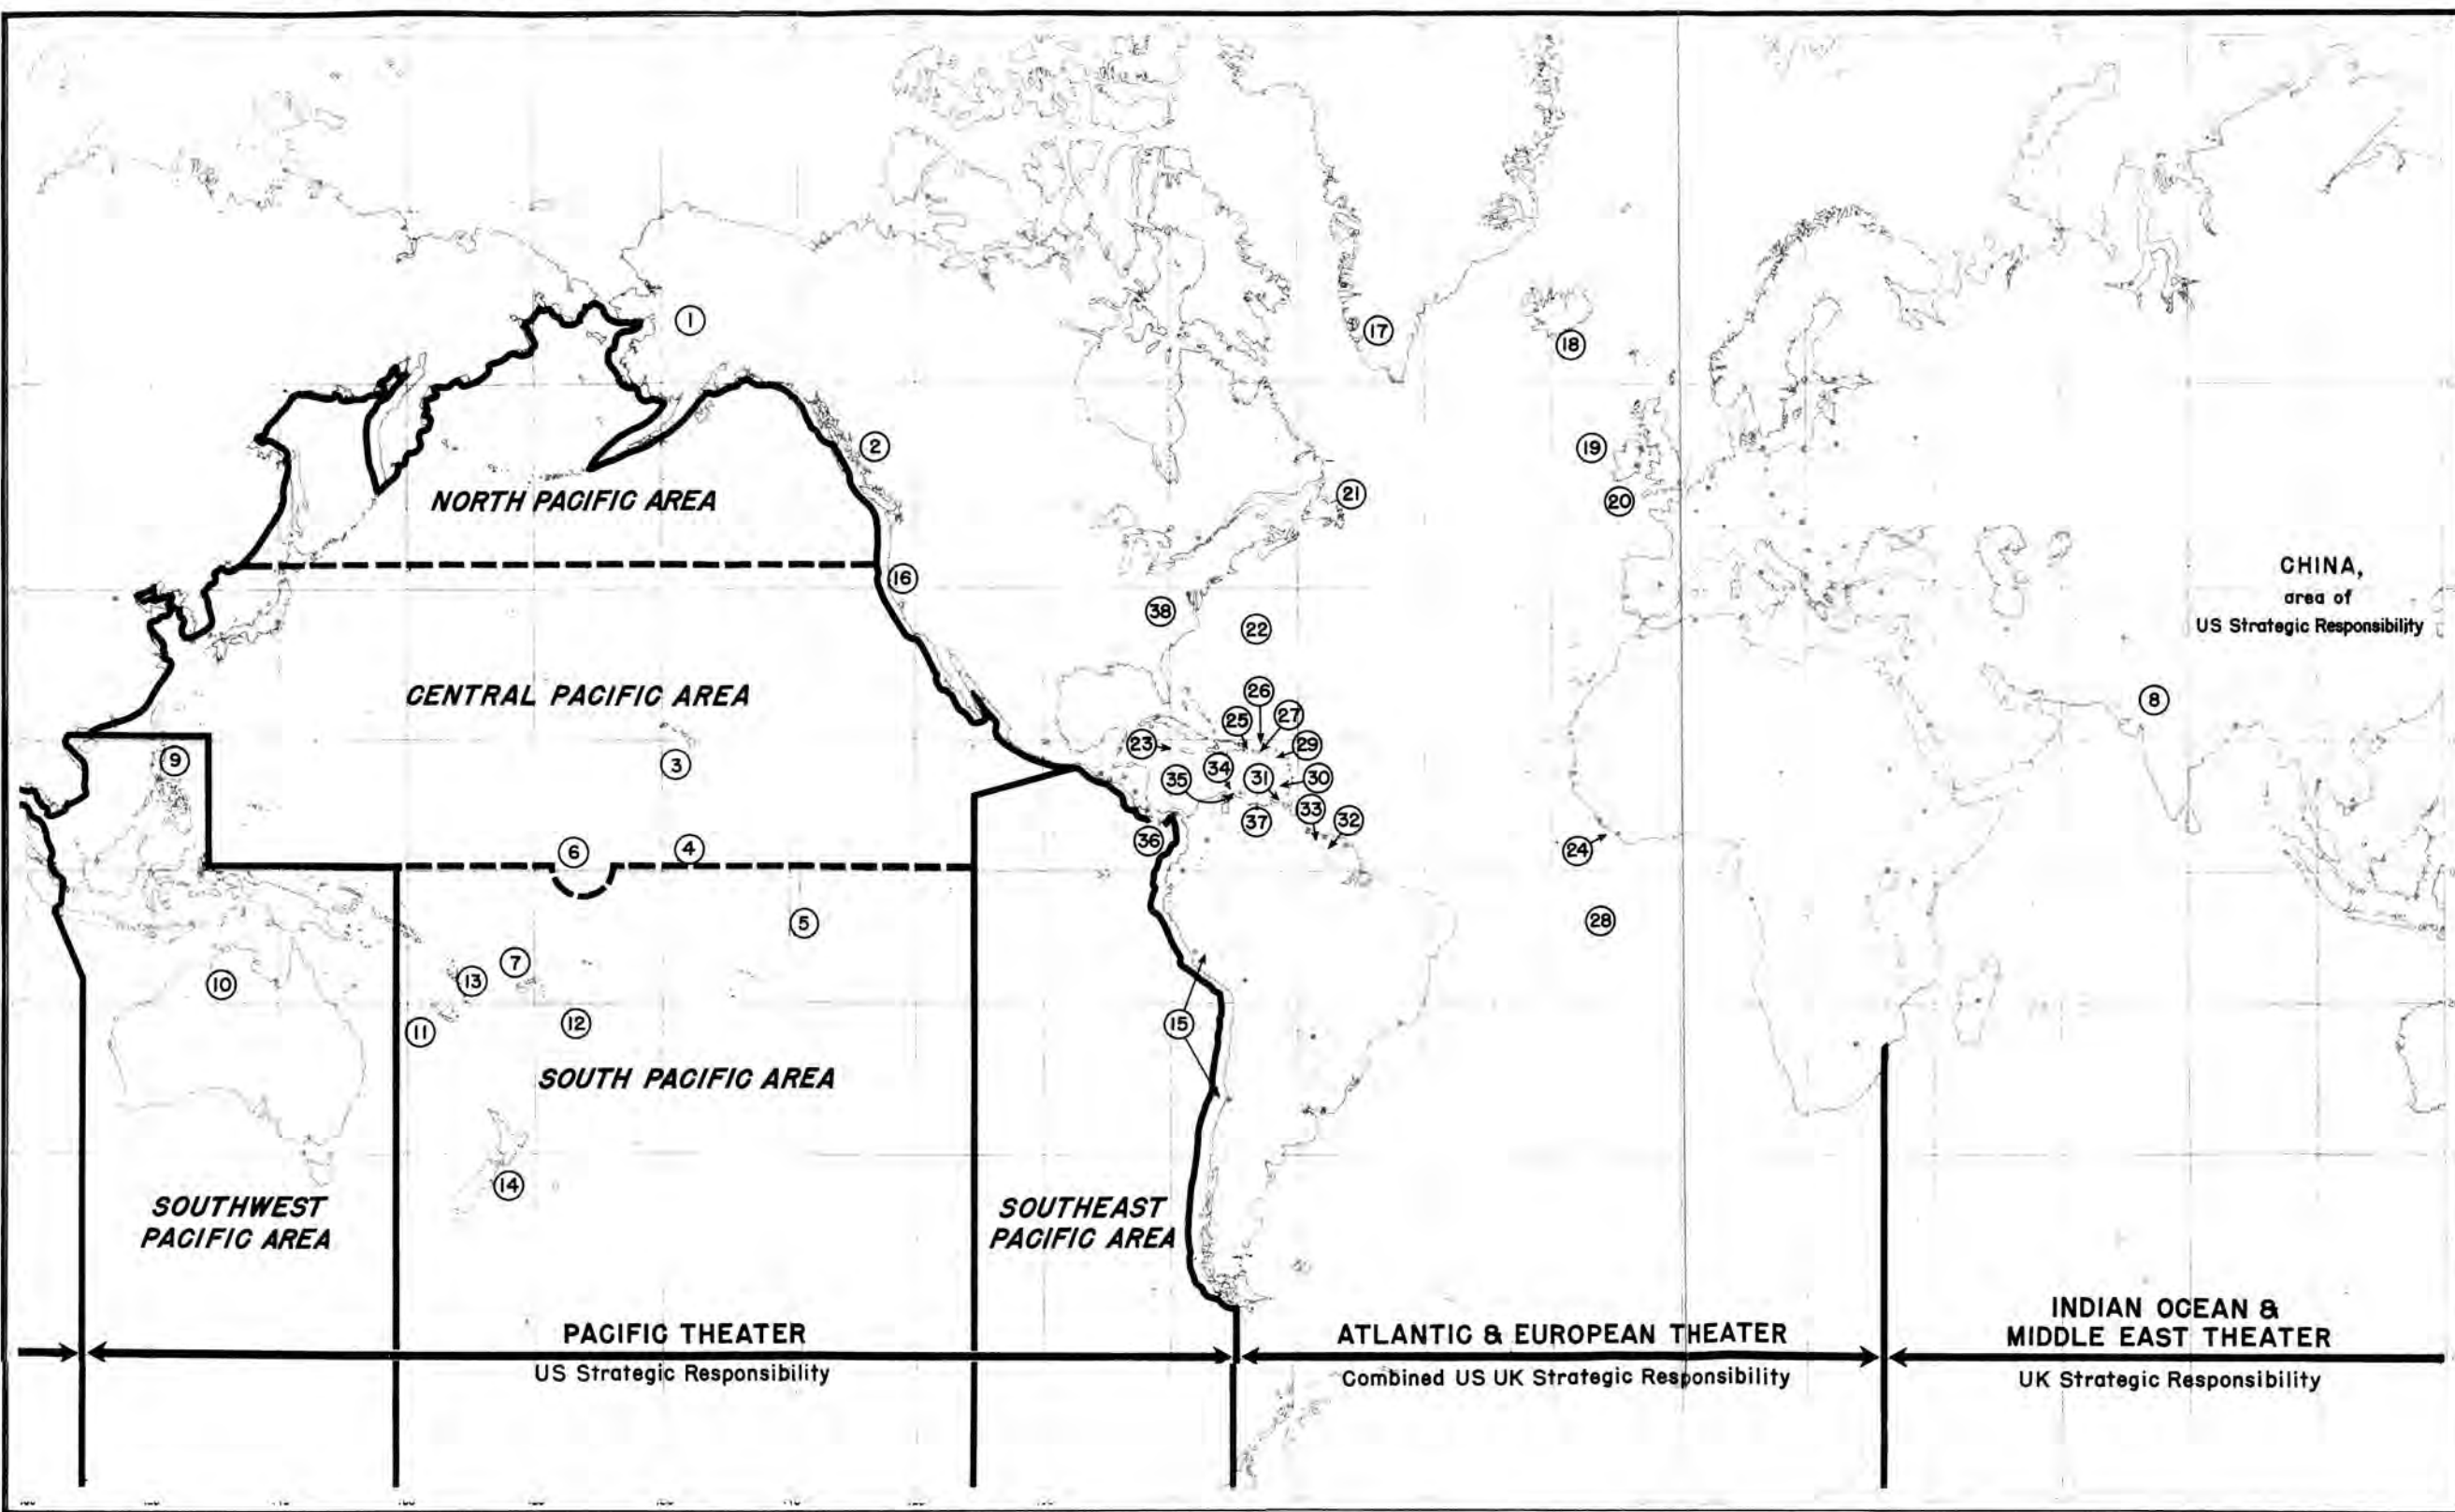 1
17
18
2
19
21
20
NORTH PACIFIC AREA
CHINA,
area of
US Strategic Responsibility
16
38
22
CENTRAL PACIFIC AREA
26
8
25
27
23
29
9
3
34
35
31
30
33
32
37
36
6
4
24
5
28
7
13
10
11
12
15
SOUTH PACIFIC AREA
14
SOUTHWEST
PACIFIC AREA
SOUTHEAST
PACIFIC AREA
PACIFIC THEATER
US Strategic Responsibility
ATLANTIC & EUROPEAN THEATER
Combined US UK Strategic Responsibility
INDIAN OCEAN &
MIDDLE EAST THEATER
UK Strategic Responsibility